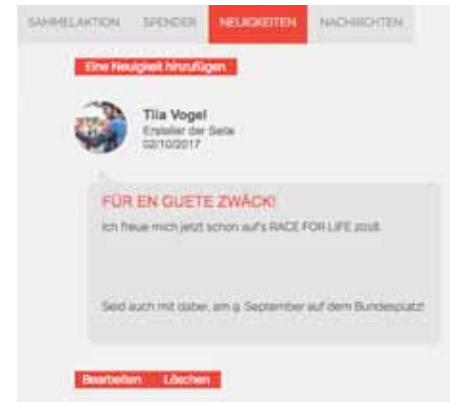 SAMMELAKTION SPENDER NEUIGKEITEN NACHRICHTEN
Eine Neuigkeit hinzufügen
Tiia Vogel
Ersteller der Seite
02/10/2017
FÜR EN GUETE ZWÄCK!
Ich freue mich jetzt schon auf's RACE FOR LIFE 2018.
Seid auch mit dabei, am 9. September auf dem Bundesplatz!
Bearbeiten Löschen